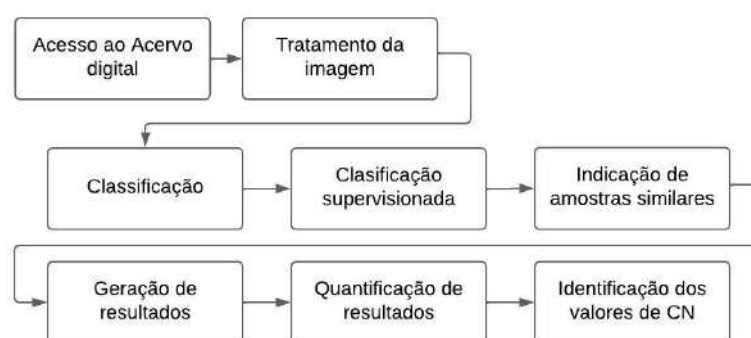 Acesso ao Acervo
digital
Tratamento da
imagem
Classificação
Clasificação
supervisionada
Indicação de
amostras similares
Geração de
resultados
Quantificação de
resultados
Identificação dos
valores de CN